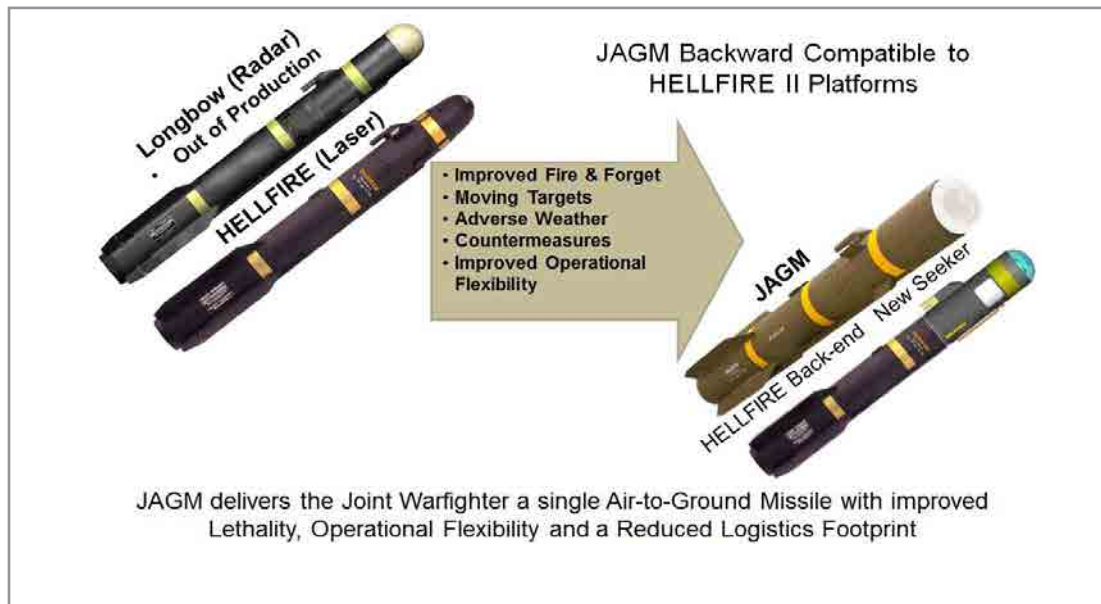 Longbow (Radar)
• Out of Production
HELLFIRE (Laser)
JAGM Backward Compatible to
HELLFIRE II Platforms
• Improved Fire & Forget
• Moving Targets
• Adverse Weather
• Countermeasures
• Improved Operational
Flexibility
JAGM
HELLFIRE Back-end New Seeker
JAGM delivers the Joint Warfighter a single Air-to-Ground Missile with improved
Lethality, Operational Flexibility and a Reduced Logistics Footprint